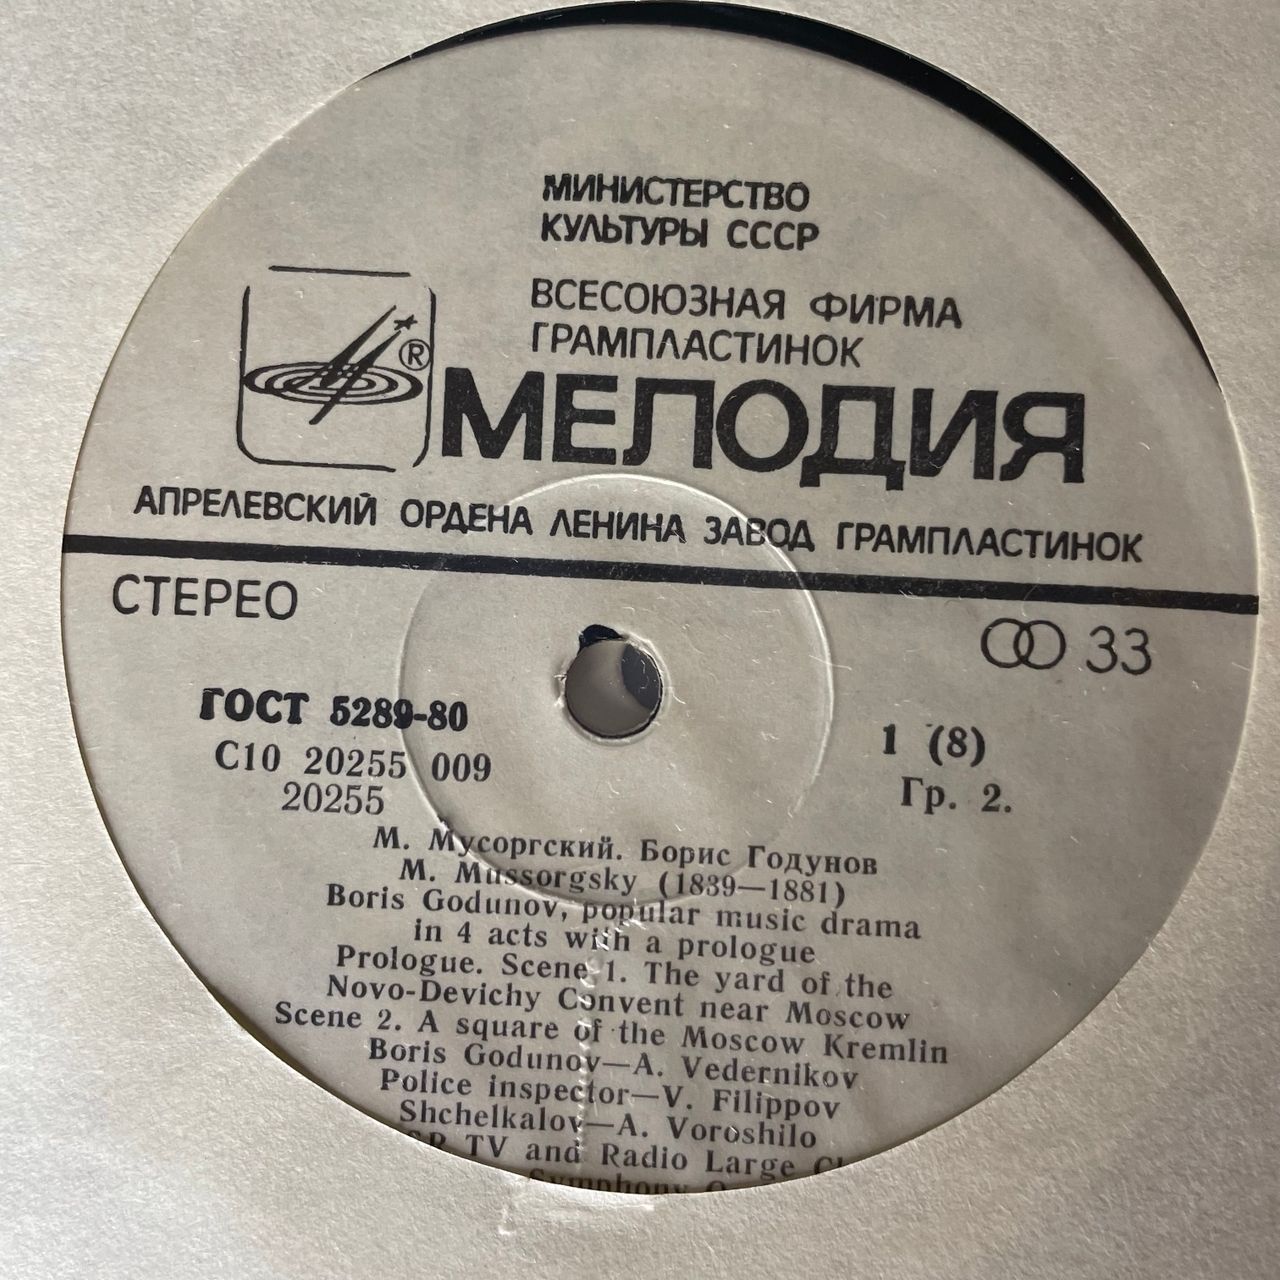 МИНИСТЕРСТВО
КУЛЬТУРЫ СССР
ВСЕСОЮЗНАЯ ФИРМА
ГРАМПЛАСТИНОК
®
МЕЛОДИЯ
АПРЕЛЕВСКИЙ ОРДЕНА ЛЕНИНА ЗАВОД ГРАМПЛАСТИНОК
СТЕРЕО
33
ГОСТ 5289-80
С10 20255 009
20255
1 (8)
Гр. 2.
М. Мусоргский. Борис Годунов
M. Mussorgsky (1839—1881)
Boris Godunov, popular music drama
in 4 acts with a prologue
Prologue. Scene 1. The yard of the
Novo-Devichy Convent near Moscow
Scene 2. A square of the Moscow Kremlin
Boris Godunov—A. Vedernikov
Police inspector—V. Filippov
Shchelkalov—A. Voroshilo
TV and Radio Large
Symphony